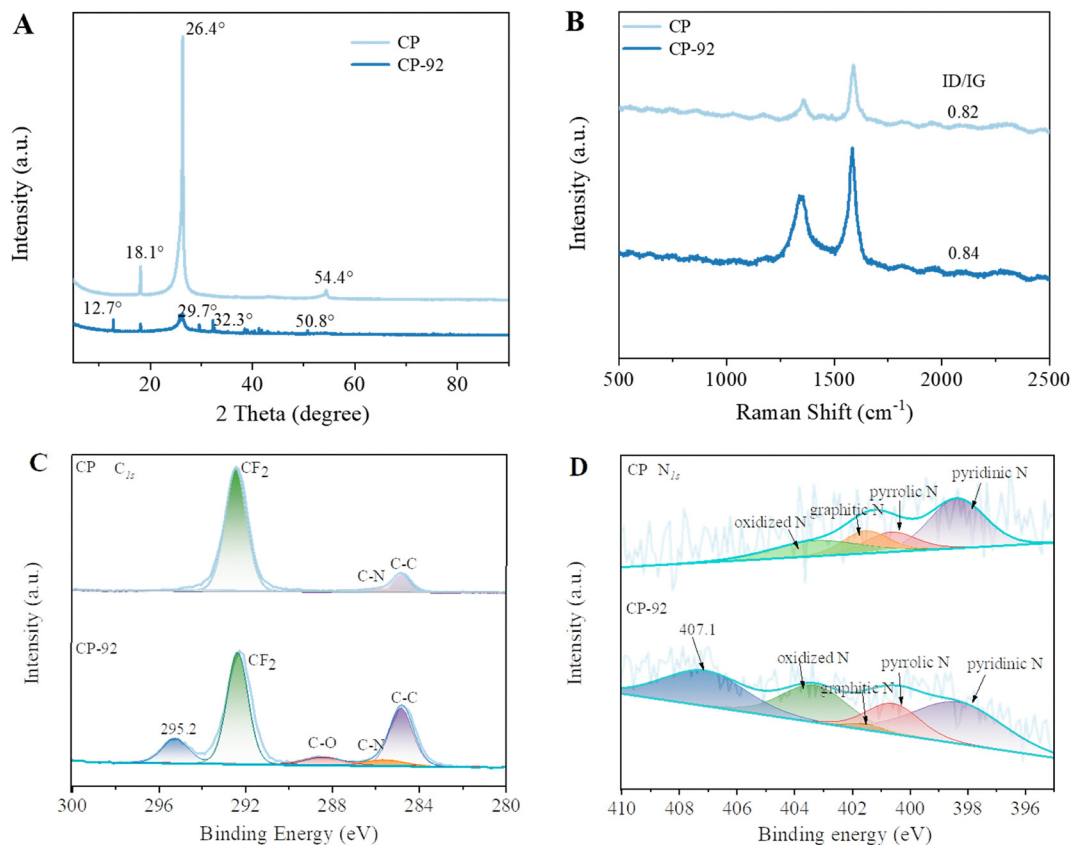 A
26.4°
CP
CP-92
18.1°
54.4°
12.7°
29.7°
32.3°
50.8°
20
40
60
80
2 Theta (degree)
Intensity (a.u.)
B
CP
CP-92
ID/IG
0.82
0.84
500
1000
1500
2000
2500
Raman Shift (cm-1)
Intensity (a.u.)
C
CP C1s
CF2
C-N
C-C
CP-92
CF2
295.2
C-O
C-N
C-C
300
296
292
288
284
280
Binding Energy (eV)
Intensity (a.u.)
D
CP N1s
oxidized N
graphitic N
pyrrolic N
pyridinic N
CP-92
407.1
oxidized N
graphitic N
pyrrolic N
pyridinic N
410
408
406
404
402
400
398
396
Binding energy (eV)
Intensity (a.u.)